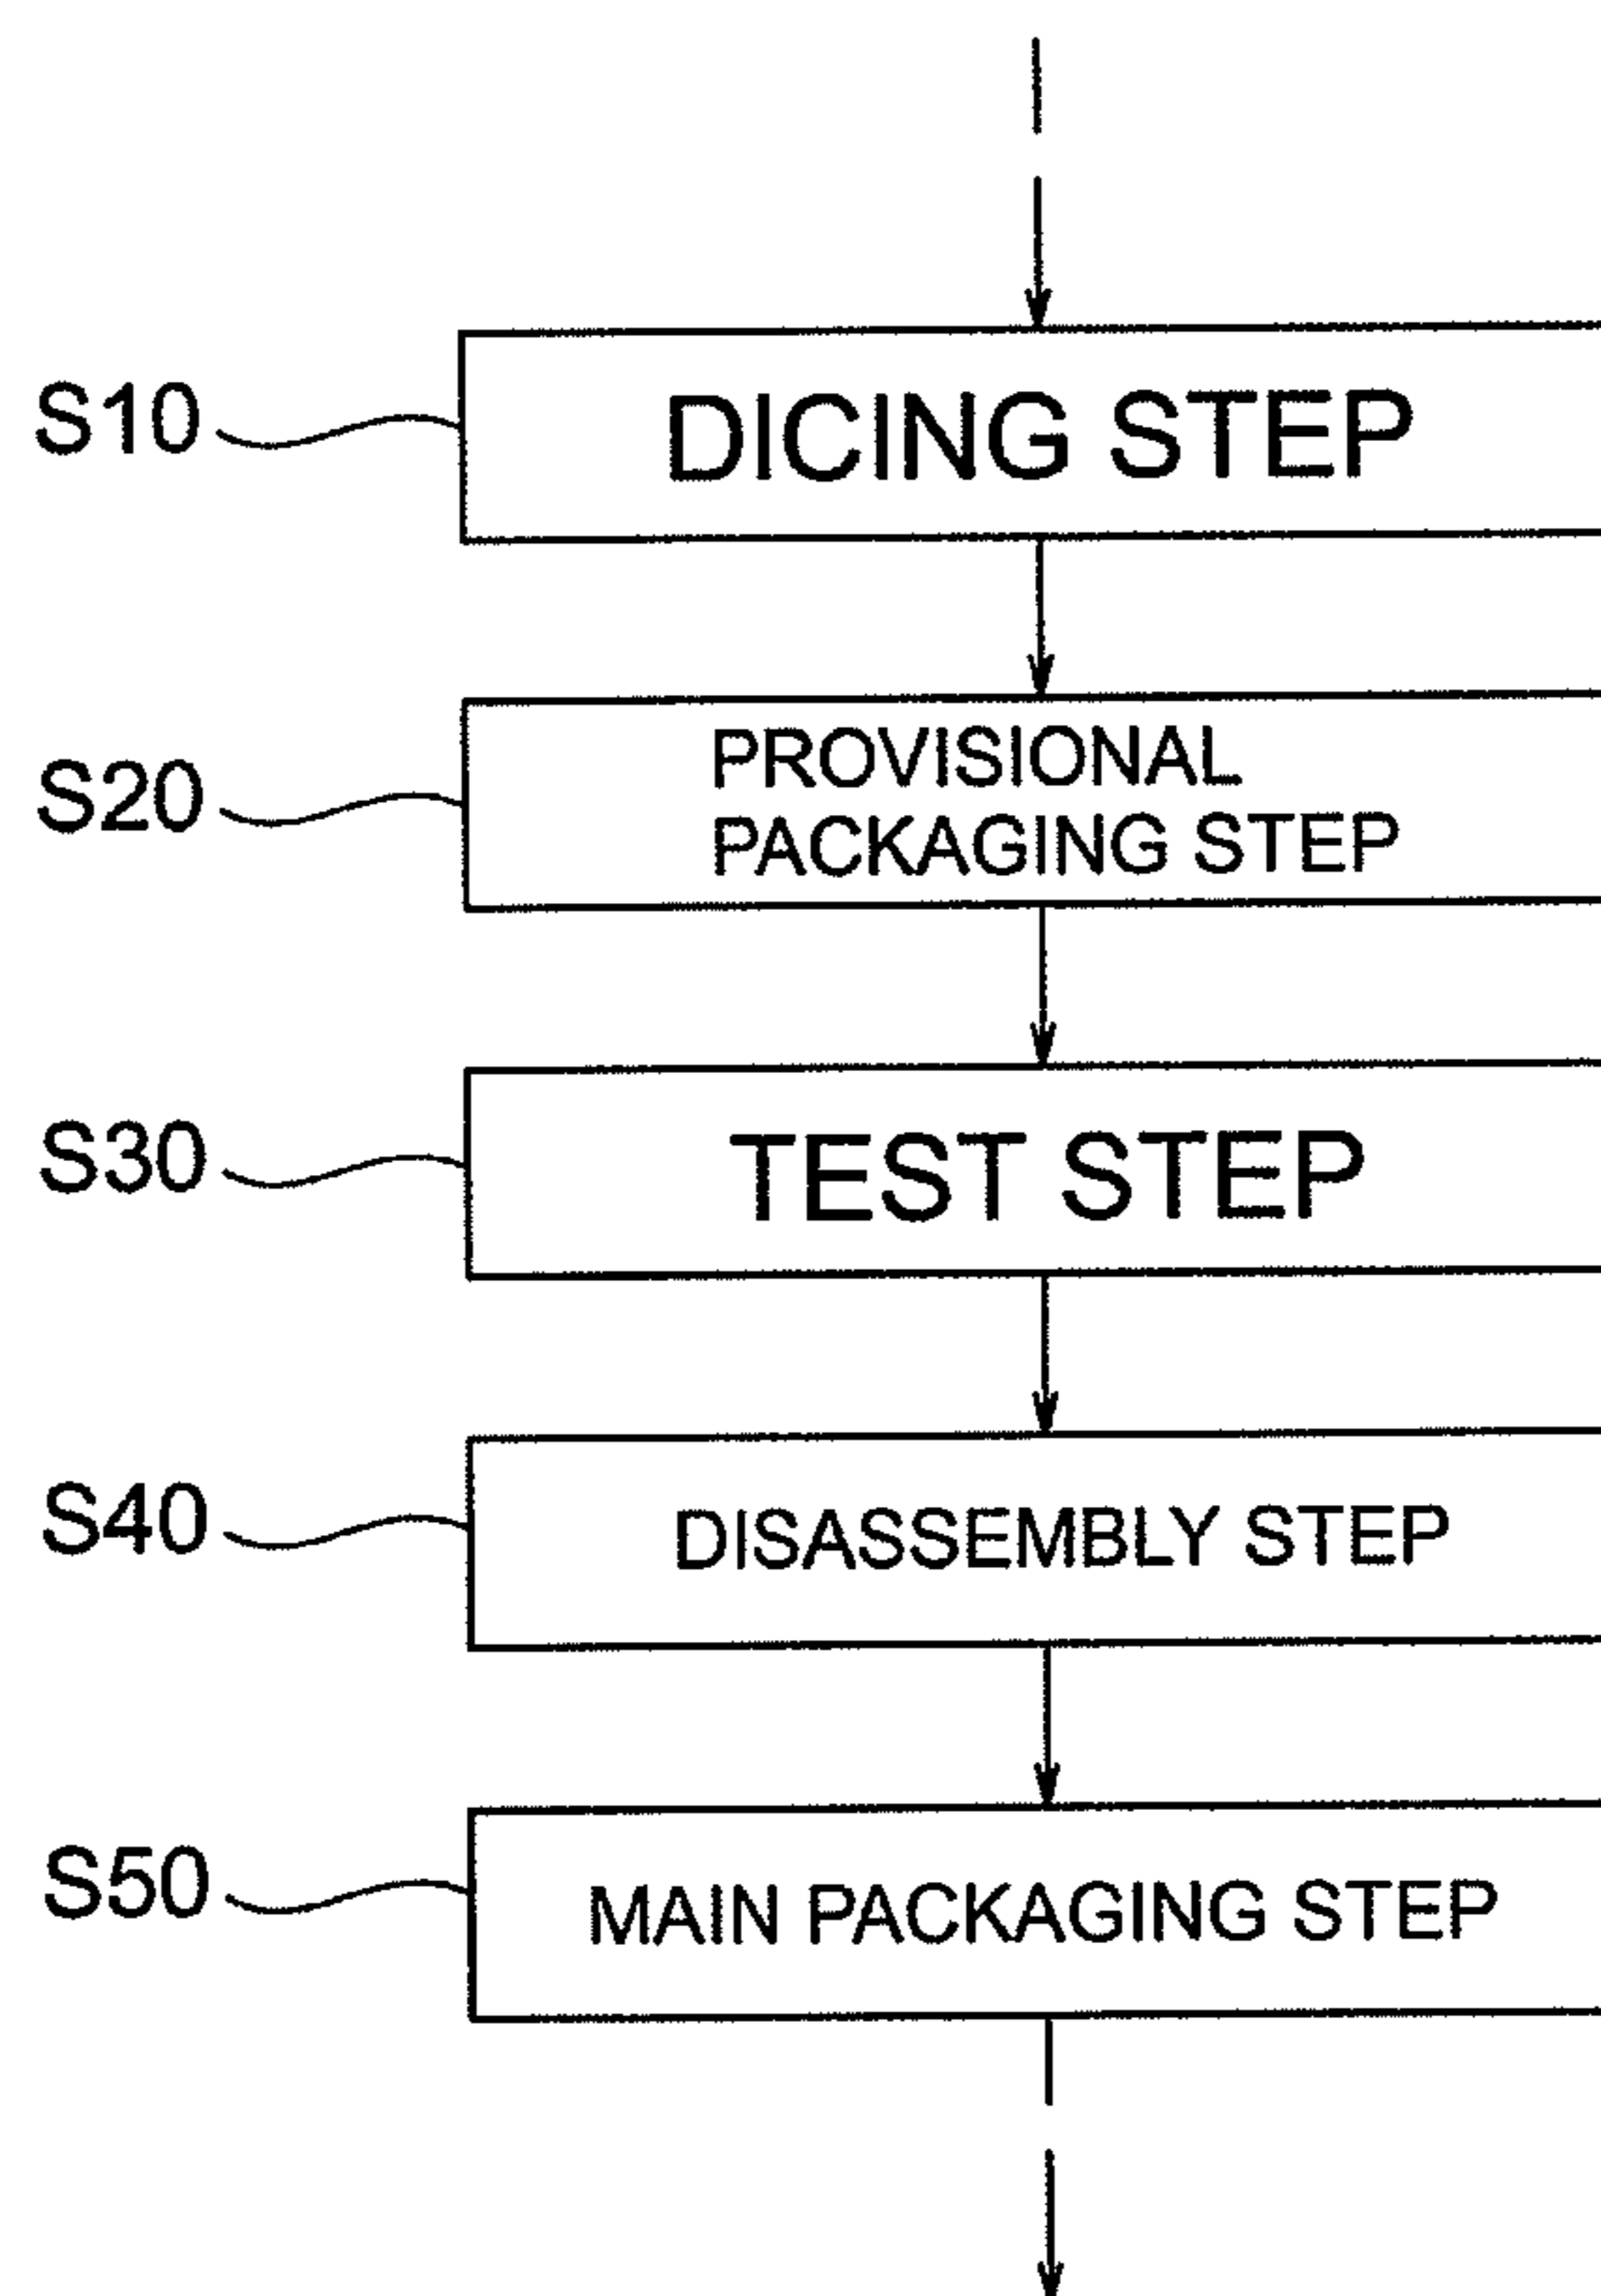 S10 DICING STEP
S20 PROVISIONAL
PACKAGING STEP
S30 TEST STEP
S40 DISASSEMBLY STEP
S50 MAIN PACKAGING STEP